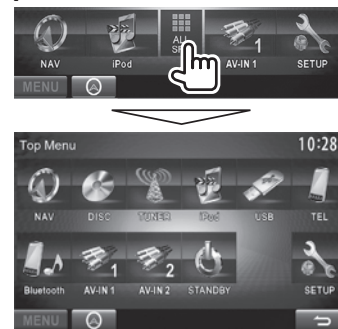 ALL
NAV iPod AV-IN 1 SETUP
1
MENU
Top Menu 10:28
NAV DISC TUNER iPod USB TEL
1 2
Bluetooth AV-IN 1 AV-IN 2 STANDBY SETUP
MENU